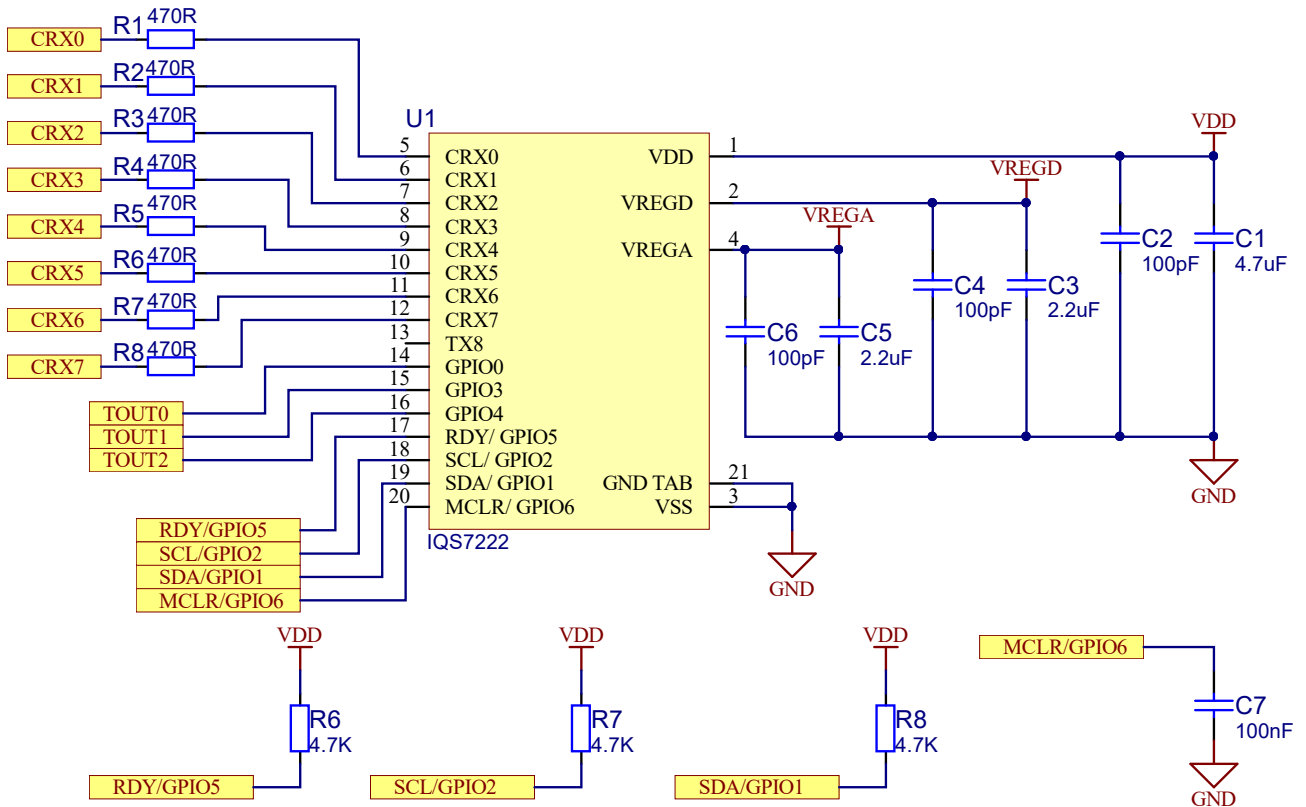 CRX0 R1 470R
CRX1 R2 470R
CRX2 R3 470R
CRX3 R4 470R
CRX4 R5 470R
CRX5 R6 470R
CRX6 R7 470R
CRX7 R8 470R
TOUT0
TOUT1
TOUT2
RDY/GPIO5
SCL/GPIO2
SDA/GPIO1
MCLR/GPIO6
U1
5 CRX0
6 CRX1
7 CRX2
8 CRX3
9 CRX4
10 CRX5
11 CRX6
12 CRX7
13 TX8
14 GPIO0
15 GPIO3
16 GPIO4
17 RDY/ GPIO5
18 SCL/ GPIO2
19 SDA/ GPIO1
20 MCLR/ GPIO6
VDD 1
VREGD 2
VREGA 4
GND TAB 21
VSS 3
IQS7222
GND
VREGA
C6
100pF
C5
2.2uF
VREGD
C4
100pF
C3
2.2uF
VDD
C2
100pF
C1
4.7uF
GND
VDD
R6
4.7K
RDY/GPIO5
VDD
R7
4.7K
SCL/GPIO2
VDD
R8
4.7K
SDA/GPIO1
MCLR/GPIO6
C7
100nF
GND